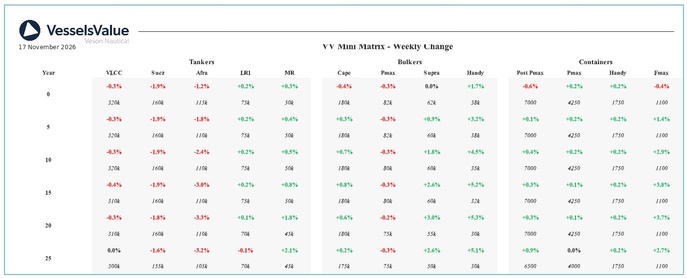 VesselsValue
Veson Nautical
17 November 2026
VV Mini Matrix - Weekly Change
Tankers Bulkers Containers
Year VLCC Suez Afra LR1 MR Cape Pmax Supra Handy Post Pmax Pmax Handy Fmax
0 -0.3% -1.9% -1.2% +0.2% +0.3% -0.4% -0.3% 0.0% +1.7% -0.6% +0.2% +0.2% -0.4%
320k 160k 115k 75k 50k 180k 82k 62k 38k 7000 4250 1750 1100
5 -0.3% -1.9% -1.8% +0.2% +0.4% +0.3% -0.3% +0.9% +3.2% +0.1% +0.2% +0.2% +1.4%
320k 160k 110k 75k 50k 180k 82k 60k 38k 7000 4250 1750 1100
10 -0.3% -1.9% -2.4% +0.2% +0.5% +0.7% -0.3% +1.8% +4.5% +0.4% +0.2% +0.2% +2.9%
320k 160k 110k 75k 50k 180k 80k 60k 35k 7000 4250 1750 1100
15 -0.4% -1.9% -3.0% +0.2% +0.8% +0.8% -0.3% +2.6% +5.2% +0.3% +0.1% +0.2% +3.8%
310k 160k 110k 75k 50k 180k 80k 60k 32k 7000 4250 1750 1100
20 -0.3% -1.8% -3.3% +0.1% +1.8% +0.6% -0.2% +3.0% +5.3% +0.3% +0.1% +0.2% +3.7%
310k 160k 110k 70k 45k 180k 75k 55k 30k 7000 4250 1750 1100
25 0.0% -1.6% -3.2% -0.1% +2.1% +0.2% -0.3% +2.6% +5.1% +0.9% 0.0% +0.2% +2.7%
300k 155k 105k 70k 45k 175k 75k 50k 30k 6500 4000 1750 1100